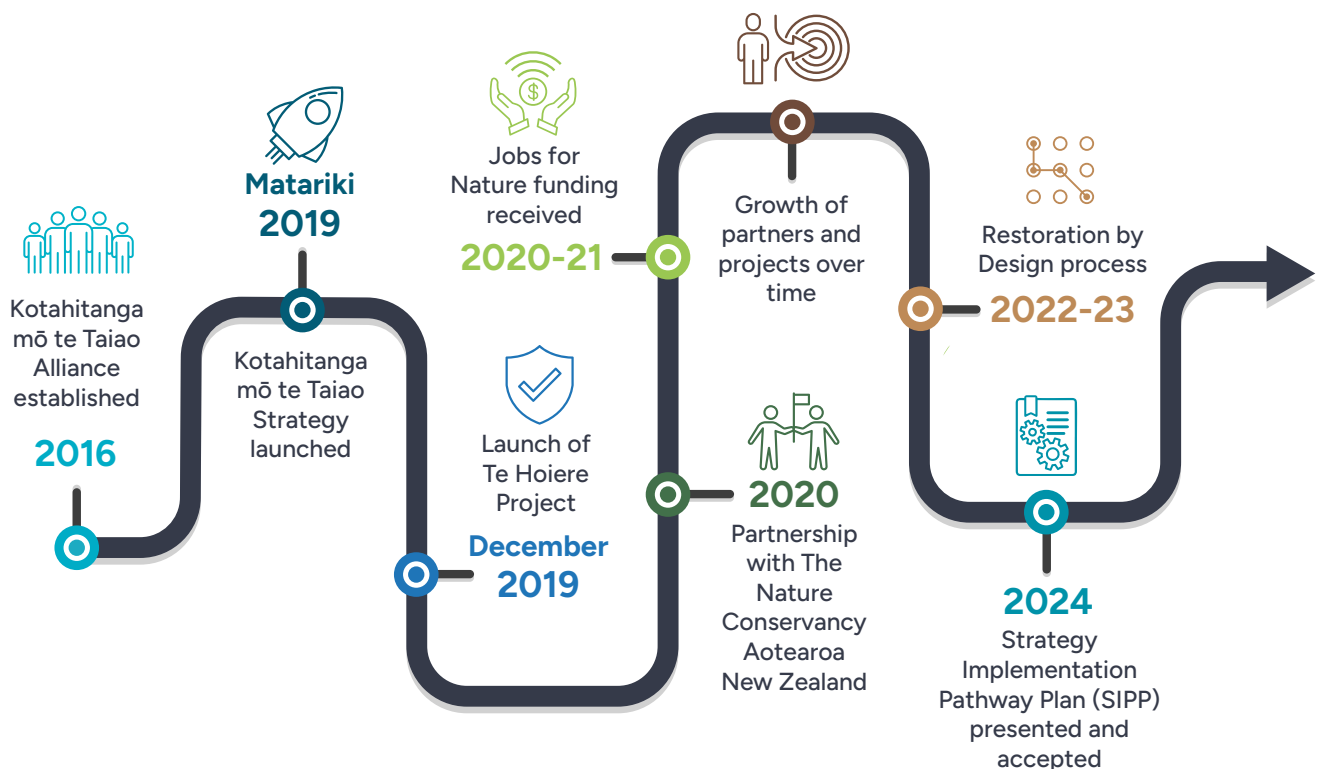 Kotahitanga
mō te Taiao
Alliance
established
2016
Matariki
2019
Kotahitanga
mō te Taiao
Strategy
launched
Launch of
Te Hoiere
Project
December
2019
2020
Partnership
with The
Nature
Conservancy
Aotearoa
New Zealand
Jobs for
Nature funding
received
2020-21
$
Growth of
partners and
projects over
time
Restoration by
Design process
2022-23
2024
Strategy
Implementation
Pathway Plan (SIPP)
presented and
accepted